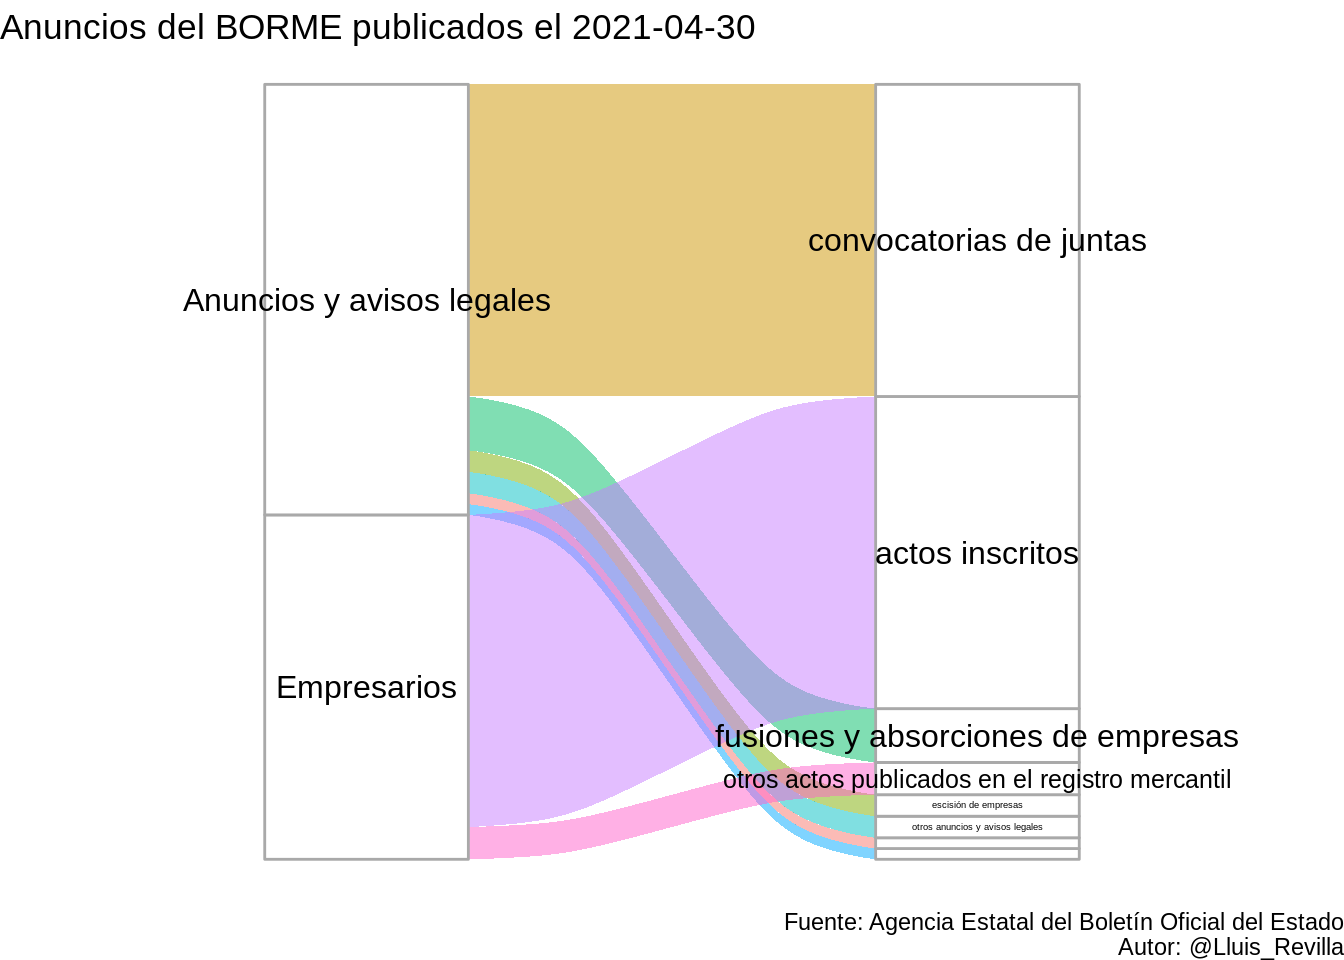 Anuncios del BORME publicados el 2021-04-30
convocatorias de juntas
Anuncios y avisos legales
actos inscritos
Empresarios
fusiones y absorciones de empresas
otros actos publicados en el registro mercantil
escisión de empresas
otros anuncios y avisos legales
Fuente: Agencia Estatal del Boletín Oficial del Estado
Autor: @Lluis_Revilla